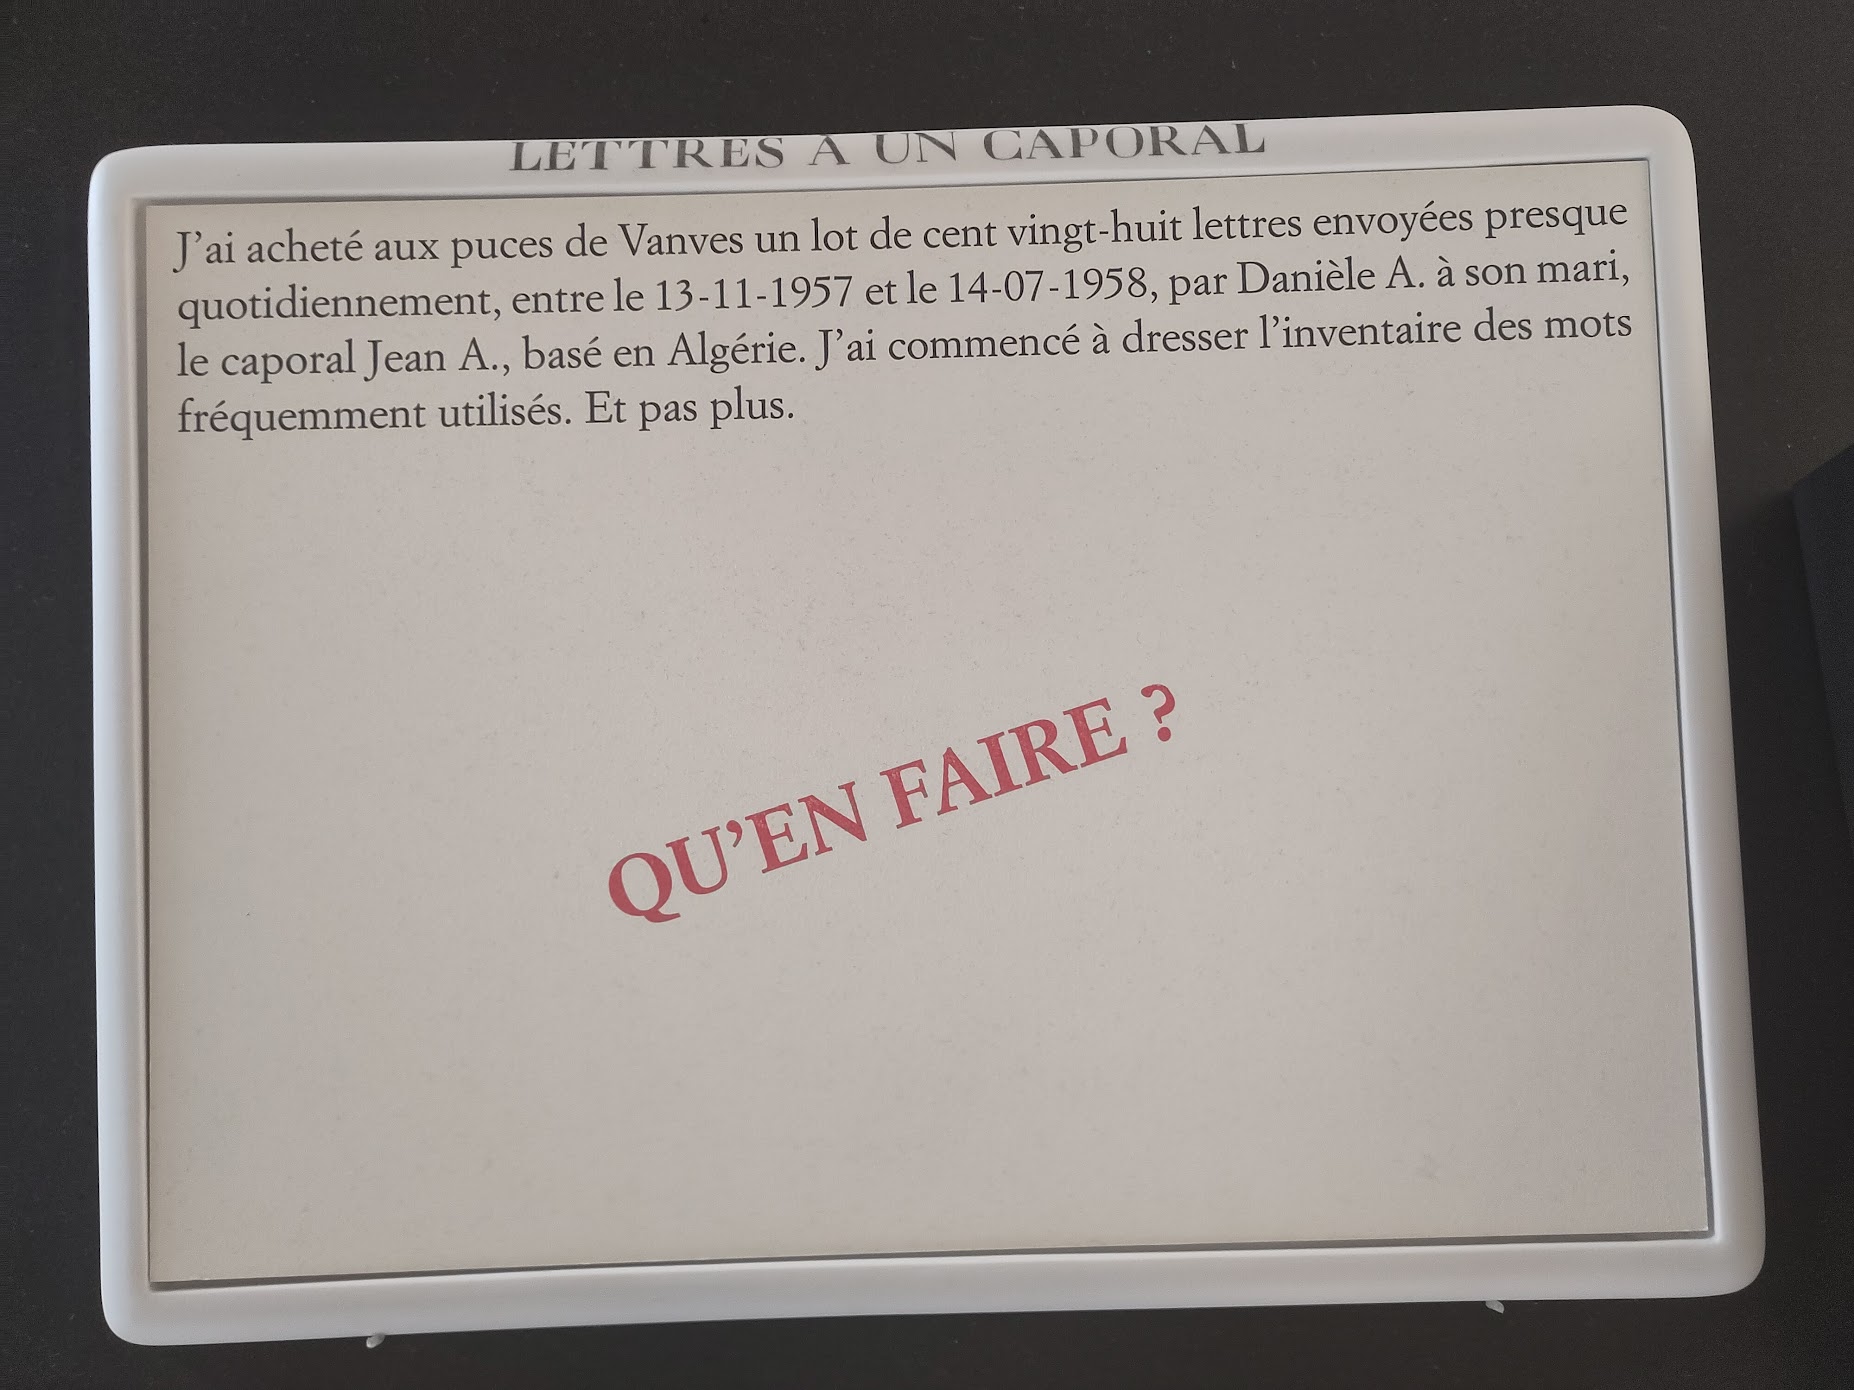 LETTRES À UN CAPORAL
J'ai acheté aux puces de Vanves un lot de cent vingt-huit lettres envoyées presque
quotidiennement, entre le 13-11-1957 et le 14-07-1958, par Danièle A. à son mari,
le caporal Jean A., basé en Algérie. J'ai commencé à dresser l'inventaire des mots
fréquemment utilisés. Et pas plus.
QU'EN FAIRE ?